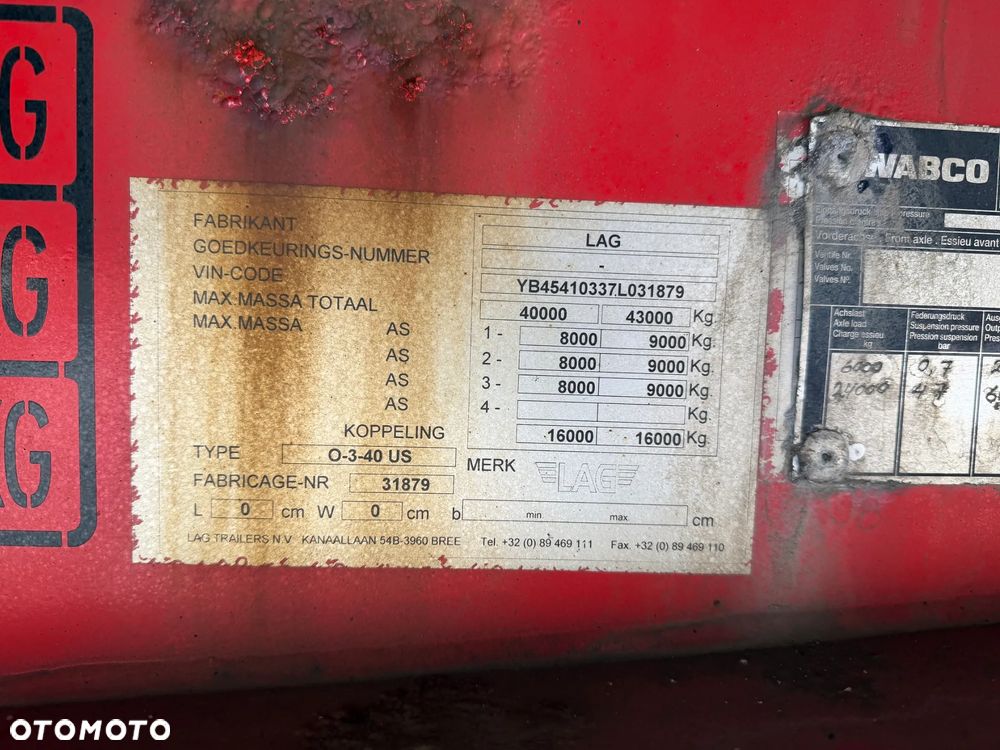 G
G
G
FABRIKANT LAG
GOEDKEURINGS-NUMMER -
VIN-CODE YB45410337L031879
MAX.MASSA TOTAAL 40000 43000 Kg.
MAX.MASSA AS 1- 8000 9000 Kg.
AS 2- 8000 9000 Kg.
AS 3- 8000 9000 Kg.
AS 4- Kg.
KOPPELING 16000 16000 Kg.
TYPE O-3-40 US MERK LAG
FABRICAGE-NR 31879
L 0 cm W 0 cm b min. max. cm
LAG TRAILERS N.V KANAALLAAN 54B-3960 BREE Tel. +32 (0) 89 469 111 Fax. +32 (0) 89 469 110
WABCO
pressure
Vorderachse . Front axle . Essieu avant
Ventile Nr.
Valves No.
Valves No.
Achslast Federungsdruck
Axle load Suspension pressure
Charge essieu Pression suspension
kg bar
6000 0,7
24000 4,7
OTOMOTO